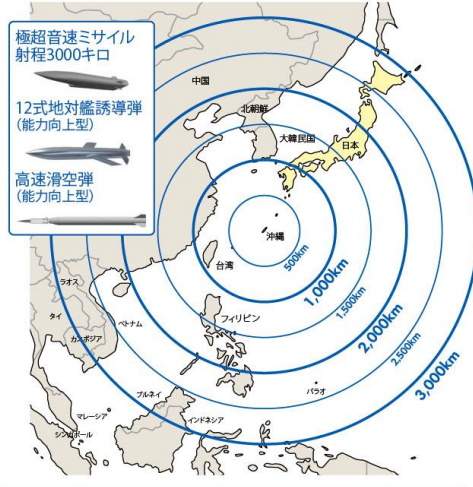 極超音速ミサイル
射程3000キロ
12式地対艦誘導弾
(能力向上型)
高速滑空弾
(能力向上型)
中国
北朝鮮
大韓民国
日本
沖縄
台湾
500km
1,000km
1,500km
2,000km
2,500km
3,000km
ラオス
タイ
ベトナム
カンボジア
フィリピン
ブルネイ
パラオ
マレーシア
シンガポール
インドネシア